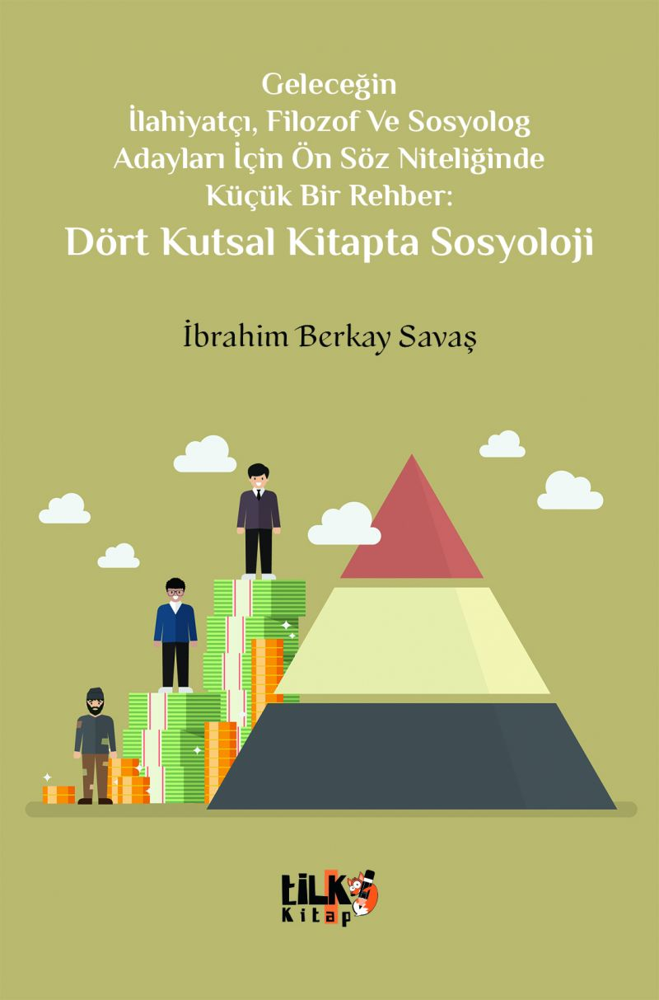 Geleceğin
İlahiyatçı, Filozof Ve Sosyolog
Adayları İçin Ön Söz Niteliğinde
Küçük Bir Rehber:
Dört Kutsal Kitapta Sosyoloji
İbrahim Berkay Savaş
tiLKİ
Kitap